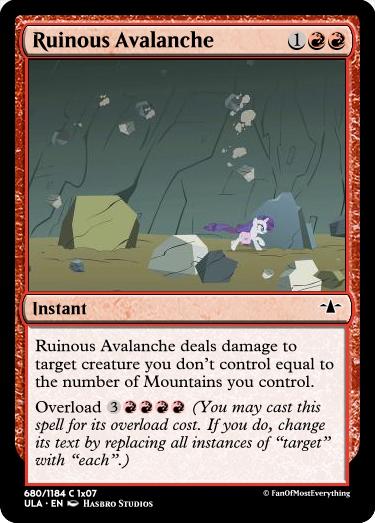 Ruinous Avalanche 1
Instant
Ruinous Avalanche deals damage to
target creature you don't control equal to
the number of Mountains you control.
Overload 3 (You may cast this
spell for its overload cost. If you do, change
its text by replacing all instances of “target”
with “each”.)
680/1184 C 1x07
ULA • EN HASBRO STUDIOS
© FanOfMostEverything